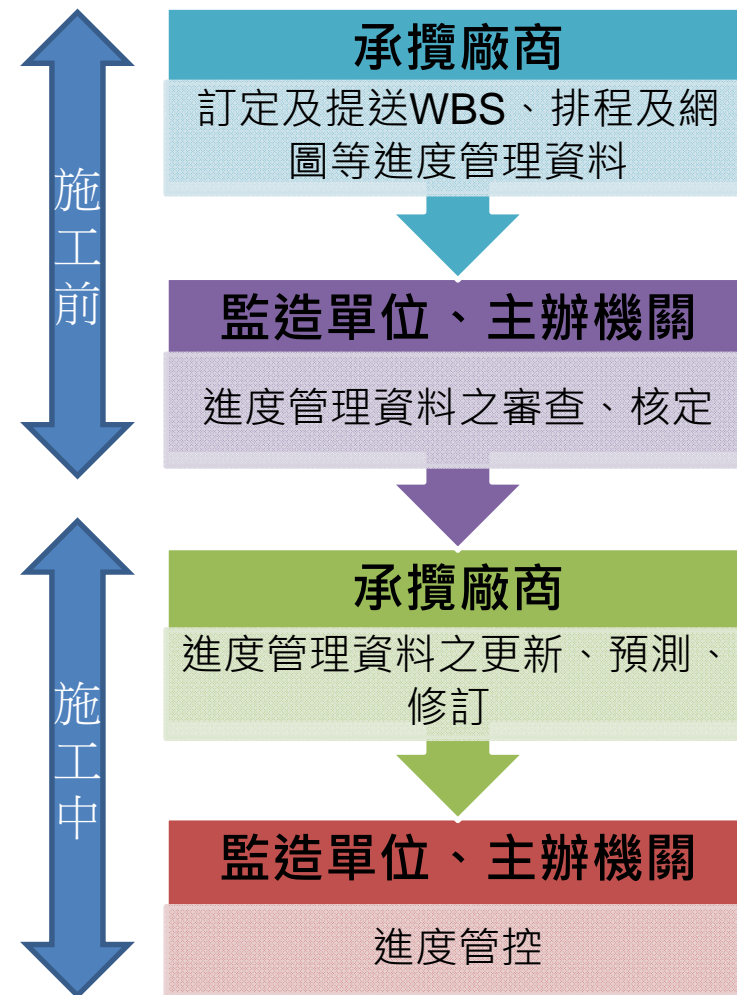 施工前
承攬廠商
訂定及提送WBS、排程及網
圖等進度管理資料
監造單位、主辦機關
進度管理資料之審查、核定
施工中
承攬廠商
進度管理資料之更新、預測、
修訂
監造單位、主辦機關
進度管控